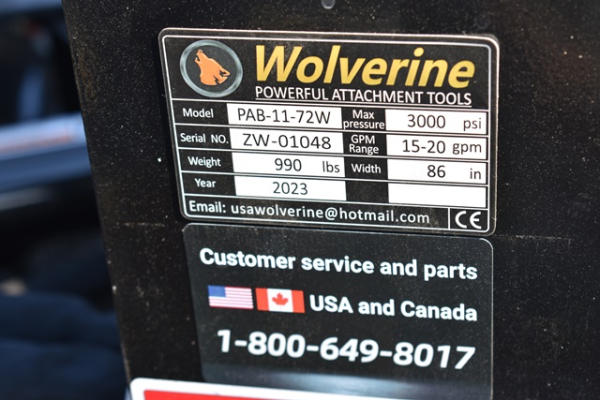 Wolverine
POWERFUL ATTACHMENT TOOLS
Model PAB-11-72W Max pressure 3000 psi
Serial NO. ZW-01048 GPM Range 15-20 gpm
Weight 990 lbs Width 86 in
Year 2023
Email: usawolverine@hotmail.com CE
Customer service and parts
USA and Canada
1-800-649-8017